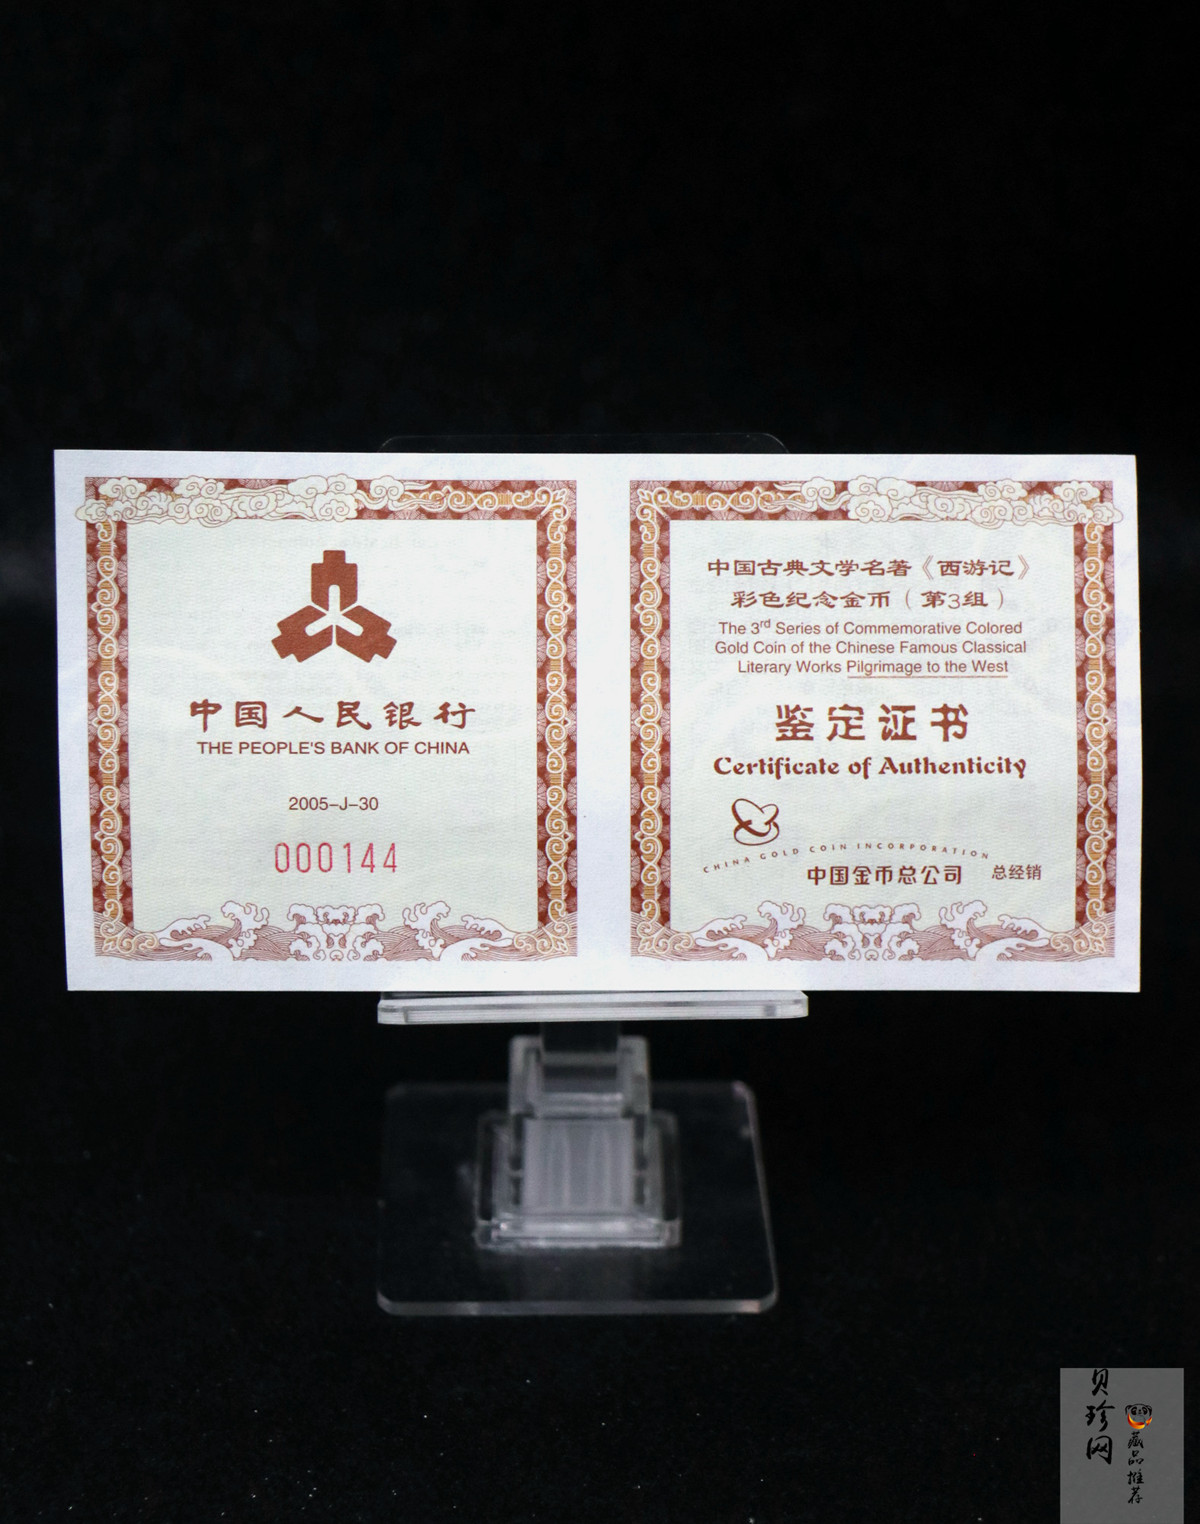 中国人民银行
THE PEOPLE'S BANK OF CHINA
2005-J-30
000144
中国古典文学名著《西游记》
彩色纪念金币（第3组）
The 3rd Series of Commemorative Colored
Gold Coin of the Chinese Famous Classical
Literary Works Pilgrimage to the West
鉴定证书
Certificate of Authenticity
CHINA GOLD COIN INCORPORATION
中国金币总公司 总经销
贝珍网
藏品推荐